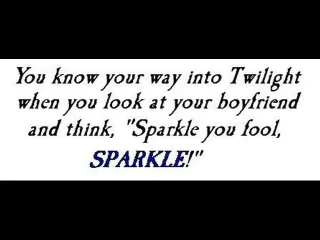 You know your way into Twilight
when you look at your boyfriend
and think, "Sparkle you fool,
SPARKLE!"